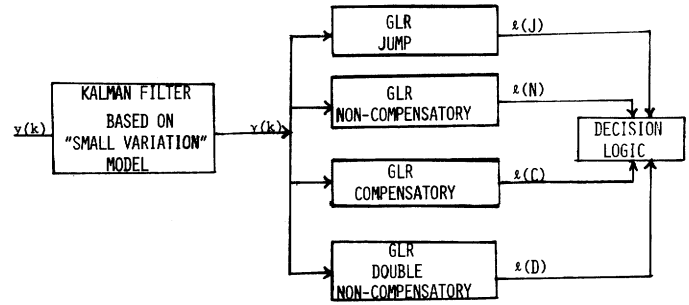 GLR
JUMP
ℓ(J)
KALMAN FILTER
BASED ON
"SMALL VARIATION"
MODEL
y(k)
γ(k)
GLR
NON-COMPENSATORY
ℓ(N)
DECISION
LOGIC
GLR
COMPENSATORY
ℓ(C)
GLR
DOUBLE
NON-COMPENSATORY
ℓ(D)